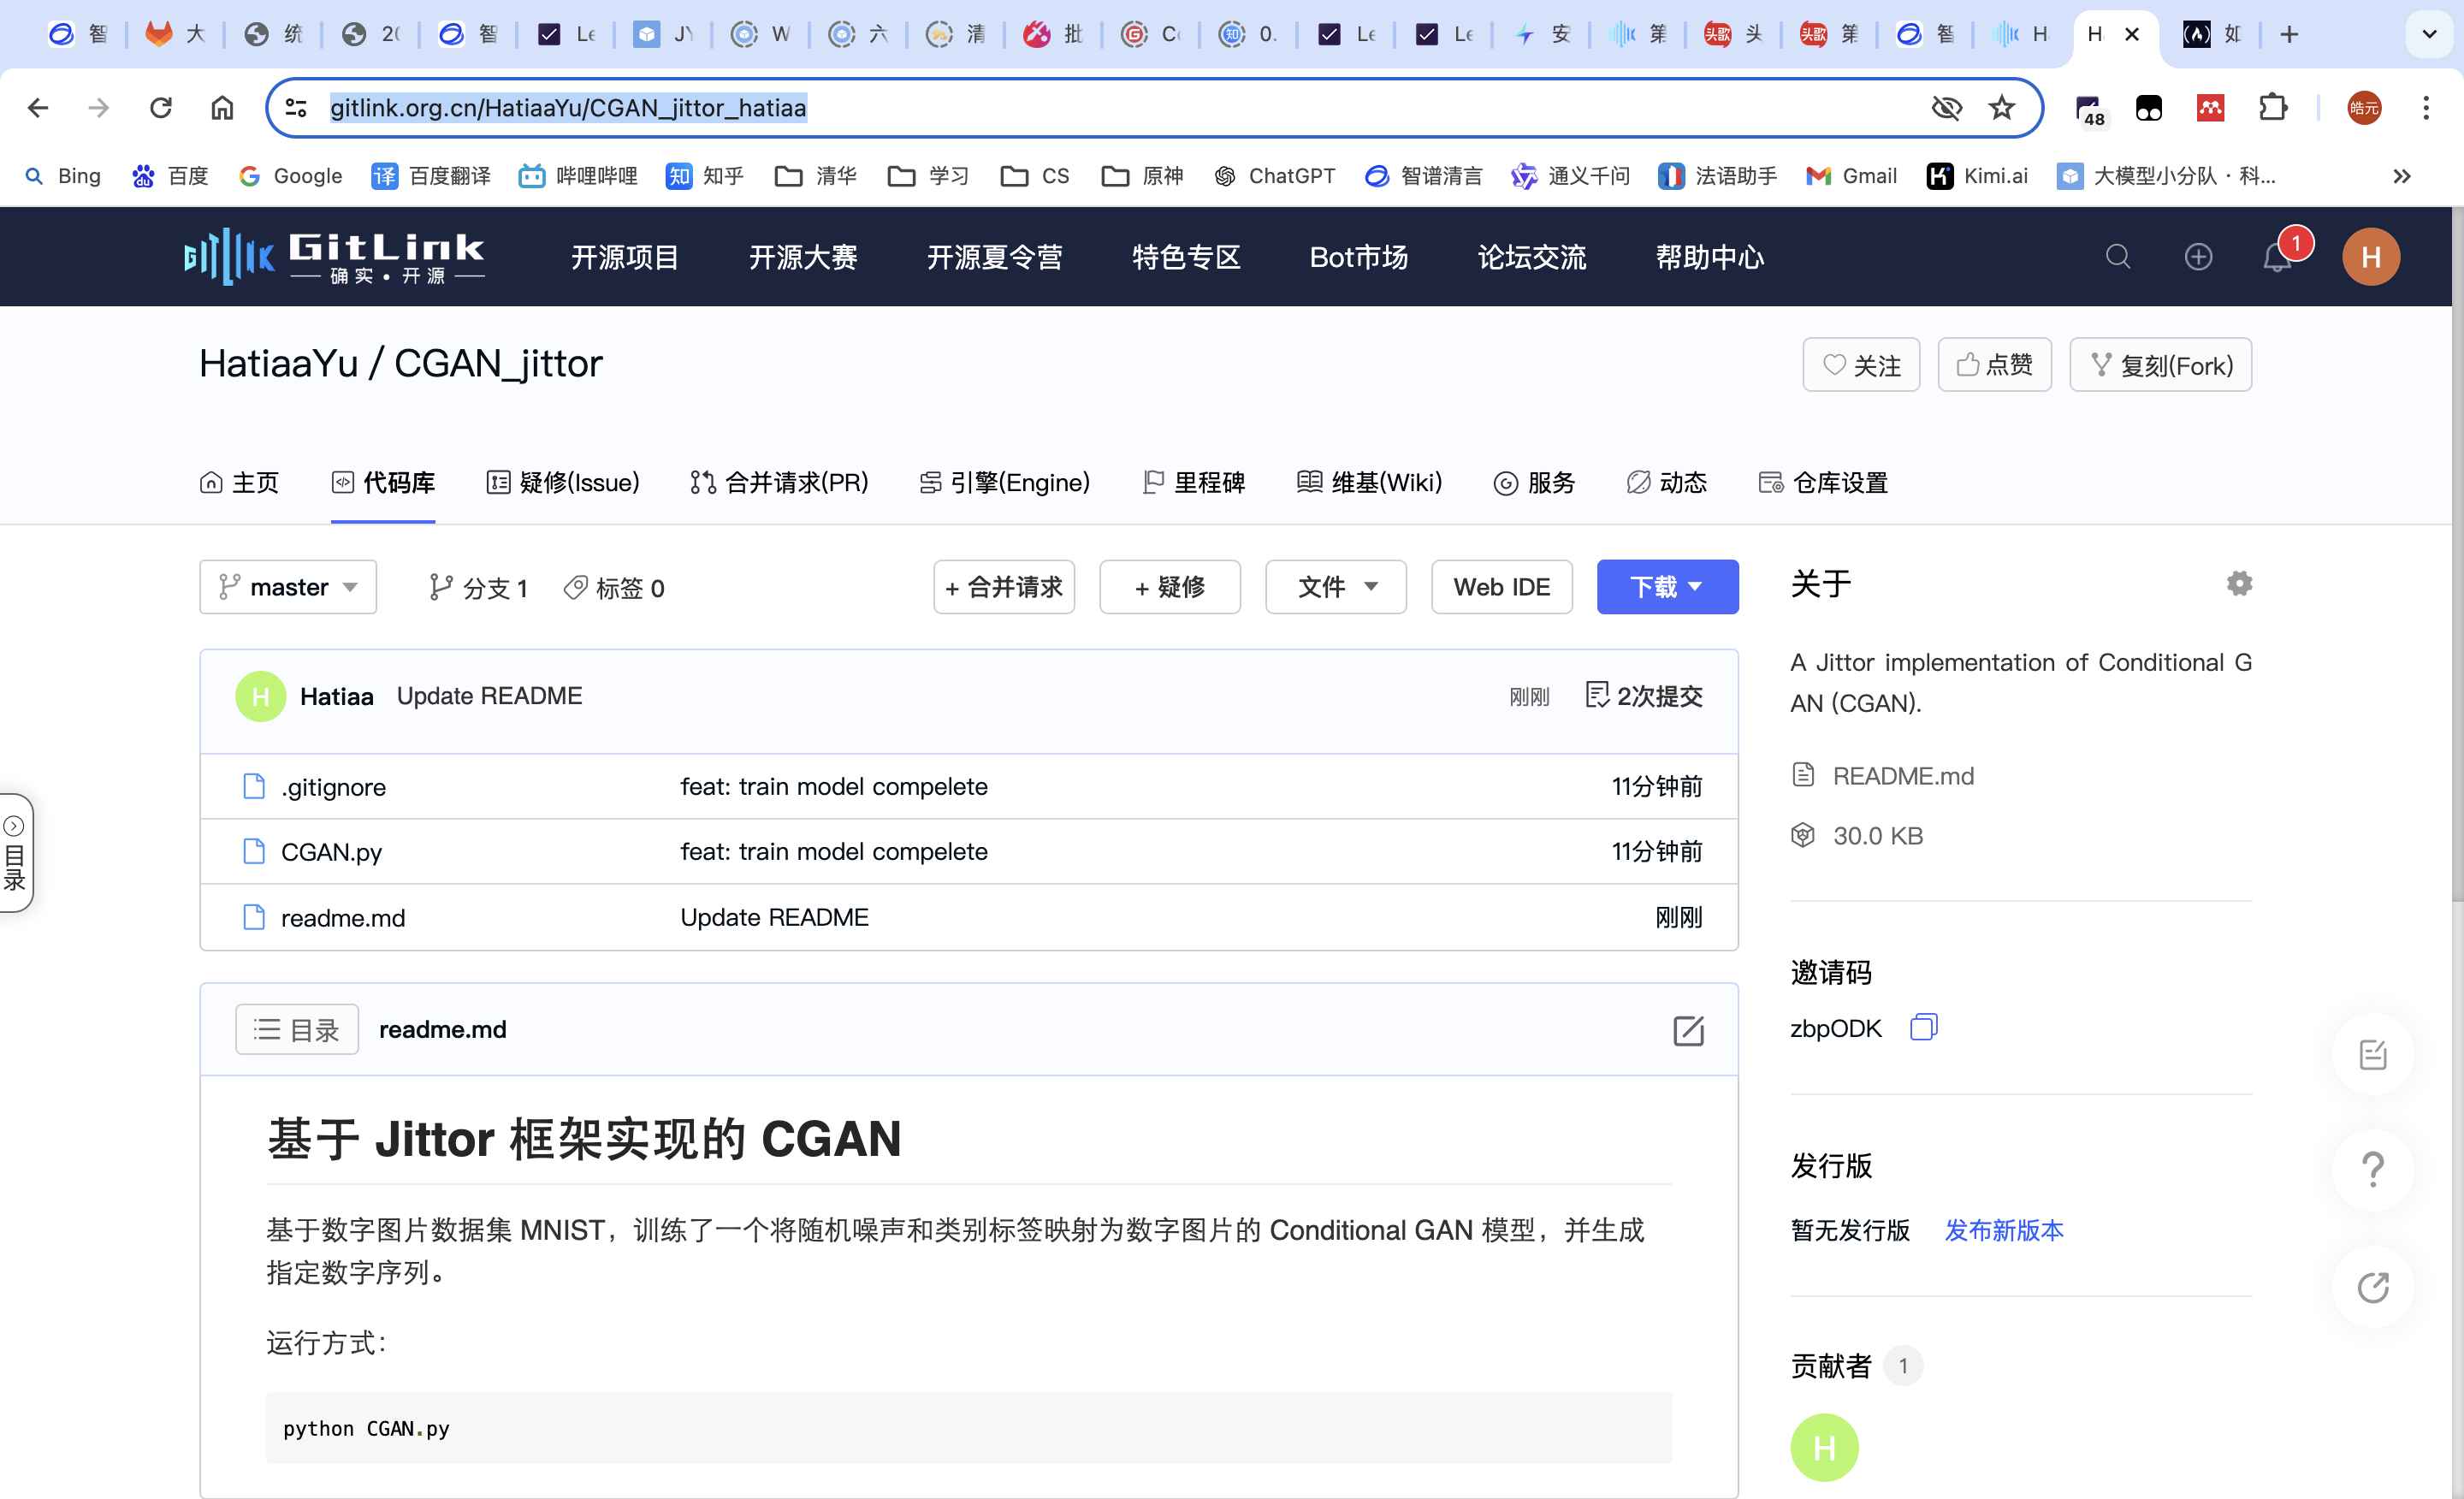 智
大
统
20
智
Le
JY
W
六
清
批
Co
0.
Le
Le
安
第
头
第
智
H
H
如
gitlink.org.cn/HatiaaYu/CGAN_jittor_hatiaa
48
皓元
Bing
百度
Google
译 百度翻译
哔哩哔哩
知 知乎
清华
学习
CS
原神
ChatGPT
智谱清言
通义千问
法语助手
Gmail
Kimi.ai
大模型小分队 · 科...
GitLink
确实·开源
开源项目
开源大赛
开源夏令营
特色专区
Bot市场
论坛交流
帮助中心
1
H
HatiaaYu / CGAN_jittor
关注
点赞
复刻(Fork)
主页
代码库
疑修(Issue)
合并请求(PR)
引擎(Engine)
里程碑
维基(Wiki)
服务
动态
仓库设置
master
分支 1
标签 0
+ 合并请求
+ 疑修
文件
Web IDE
下载
H Hatiaa Update README 刚刚 2次提交
.gitignore feat: train model compelete 11分钟前
CGAN.py feat: train model compelete 11分钟前
readme.md Update README 刚刚
目录
目录 readme.md
基于 Jittor 框架实现的 CGAN
基于数字图片数据集 MNIST，训练了一个将随机噪声和类别标签映射为数字图片的 Conditional GAN 模型，并生成
指定数字序列。
运行方式：
python CGAN.py
关于
A Jittor implementation of Conditional G
AN (CGAN).
README.md
30.0 KB
邀请码
zbpODK
发行版
暂无发行版 发布新版本
贡献者 1
H